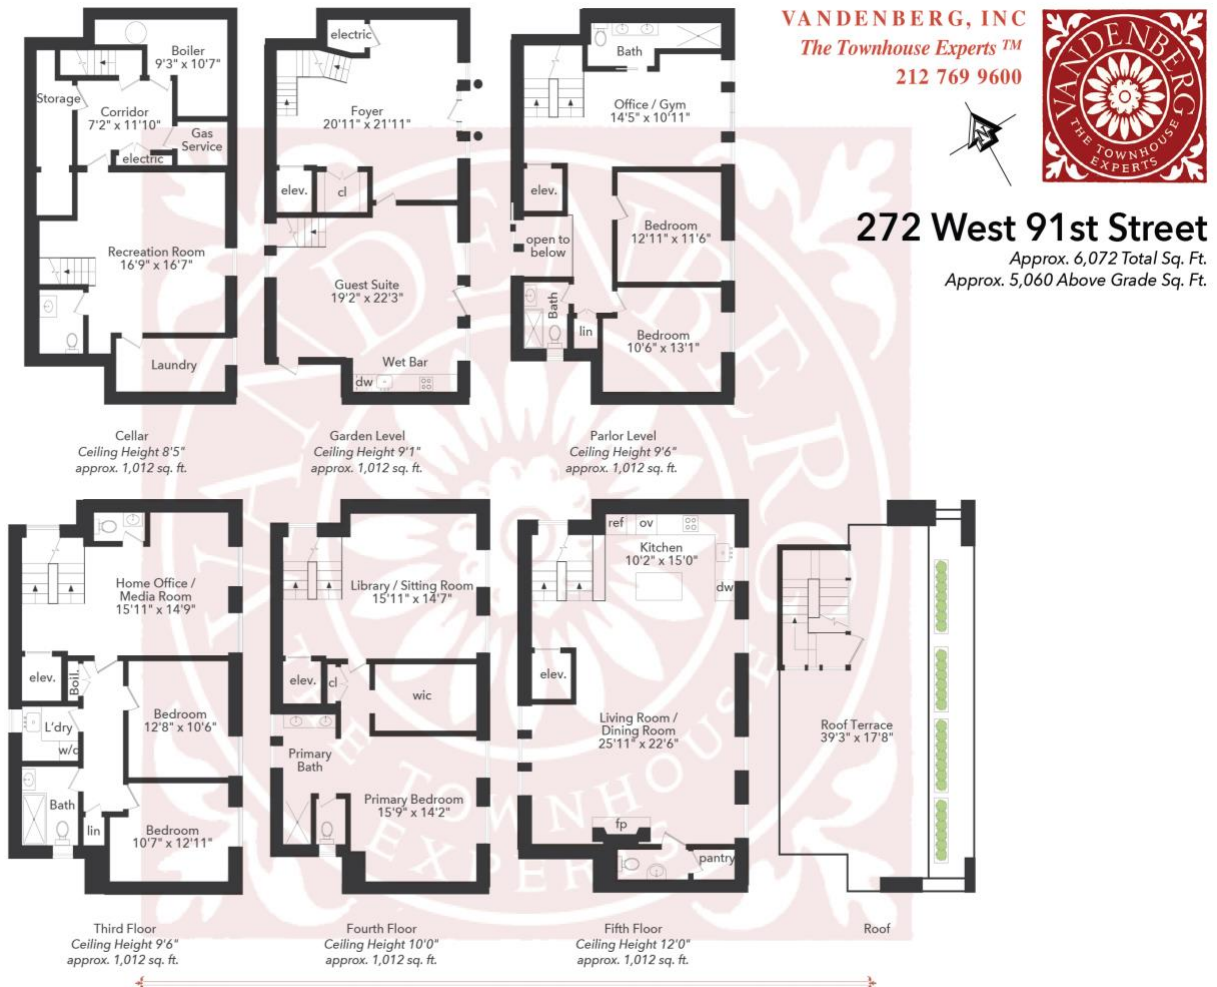 VANDENBERG, INC
The Townhouse Experts ™
212 769 9600
VANDENBERG
THE TOWNHOUSE
EXPERTS
N
272 West 91st Street
Approx. 6,072 Total Sq. Ft.
Approx. 5,060 Above Grade Sq. Ft.
Boiler
9'3" x 10'7"
Storage
Corridor
7'2" x 11'10"
Gas
Service
electric
Recreation Room
16'9" x 16'7"
Laundry
Cellar
Ceiling Height 8'5"
approx. 1,012 sq. ft.
electric
Foyer
20'11" x 21'11"
elev.
cl
Guest Suite
19'2" x 22'3"
Wet Bar
dw
Garden Level
Ceiling Height 9'1"
approx. 1,012 sq. ft.
Bath
Office / Gym
14'5" x 10'11"
elev.
Bedroom
12'11" x 11'6"
open to
below
Bath
lin
Bedroom
10'6" x 13'1"
Parlor Level
Ceiling Height 9'6"
approx. 1,012 sq. ft.
Home Office /
Media Room
15'11" x 14'9"
elev.
Boil.
Bedroom
12'8" x 10'6"
L'dry
w/d
Bath
lin
Bedroom
10'7" x 12'11"
Third Floor
Ceiling Height 9'6"
approx. 1,012 sq. ft.
Library / Sitting Room
15'11" x 14'7"
elev.
cl
wic
Primary
Bath
Primary Bedroom
15'9" x 14'2"
Fourth Floor
Ceiling Height 10'0"
approx. 1,012 sq. ft.
ref
ov
Kitchen
10'2" x 15'0"
dw
elev.
Living Room /
Dining Room
25'11" x 22'6"
fp
pantry
Fifth Floor
Ceiling Height 12'0"
approx. 1,012 sq. ft.
Roof Terrace
39'3" x 17'8"
Roof
VANDENBERG
THE TOWNHOUSE
EXPERTS